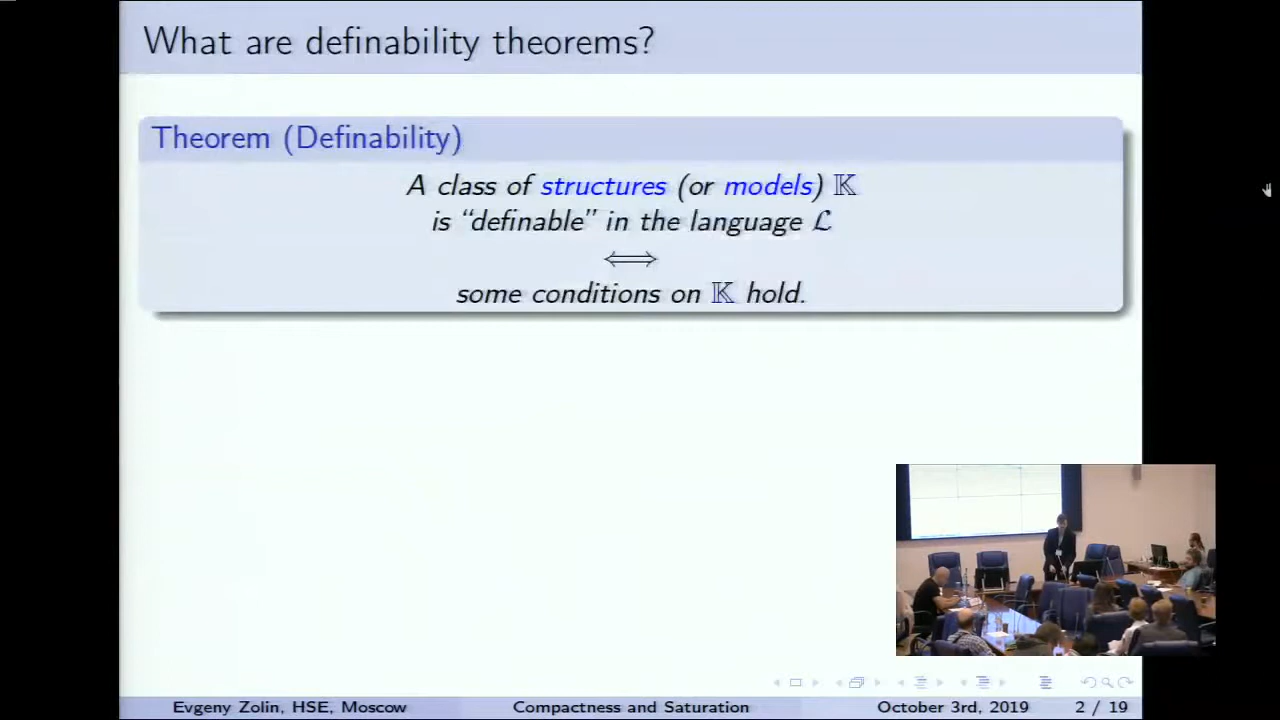 What are definability theorems?
Theorem (Definability)
A class of structures (or models) 𝕂
is “definable” in the language ℒ
⟺
some conditions on 𝕂 hold.
Evgeny Zolin, HSE, Moscow
Compactness and Saturation
October 3rd, 2019
2 / 19